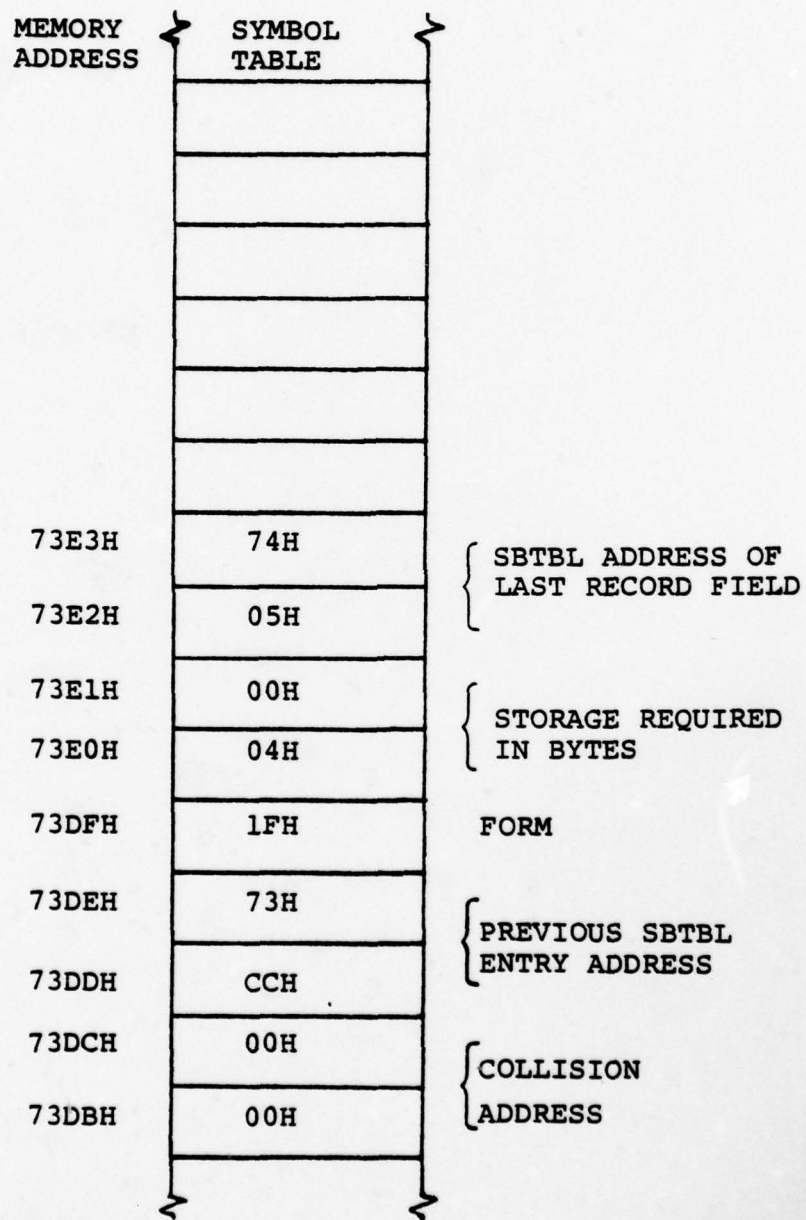 MEMORY SYMBOL
ADDRESS TABLE
73E3H 74H
SBTBL ADDRESS OF
LAST RECORD FIELD
73E2H 05H
73E1H 00H
STORAGE REQUIRED
IN BYTES
73E0H 04H
73DFH 1FH FORM
73DEH 73H
PREVIOUS SBTBL
ENTRY ADDRESS
73DDH CCH
73DCH 00H
COLLISION
ADDRESS
73DBH 00H